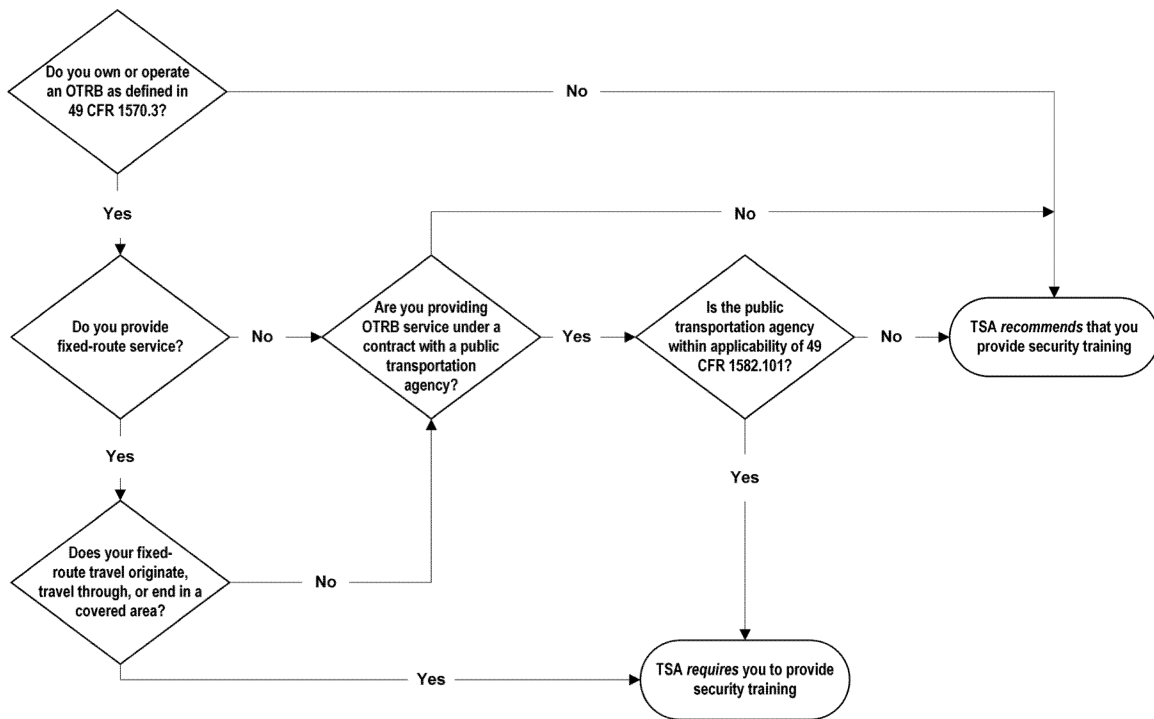 Do you own or operate
an OTRB as defined in
49 CFR 1570.3?
No
Yes
No
Do you provide
fixed-route service?
No
Are you providing
OTRB service under a
contract with a public
transportation
agency?
Yes
Is the public
transportation agency
within applicability of 49
CFR 1582.101?
No
TSA recommends that you
provide security training
Yes
Yes
Does your fixed-
route travel originate,
travel through, or end in a
covered area?
No
Yes
TSA requires you to provide
security training